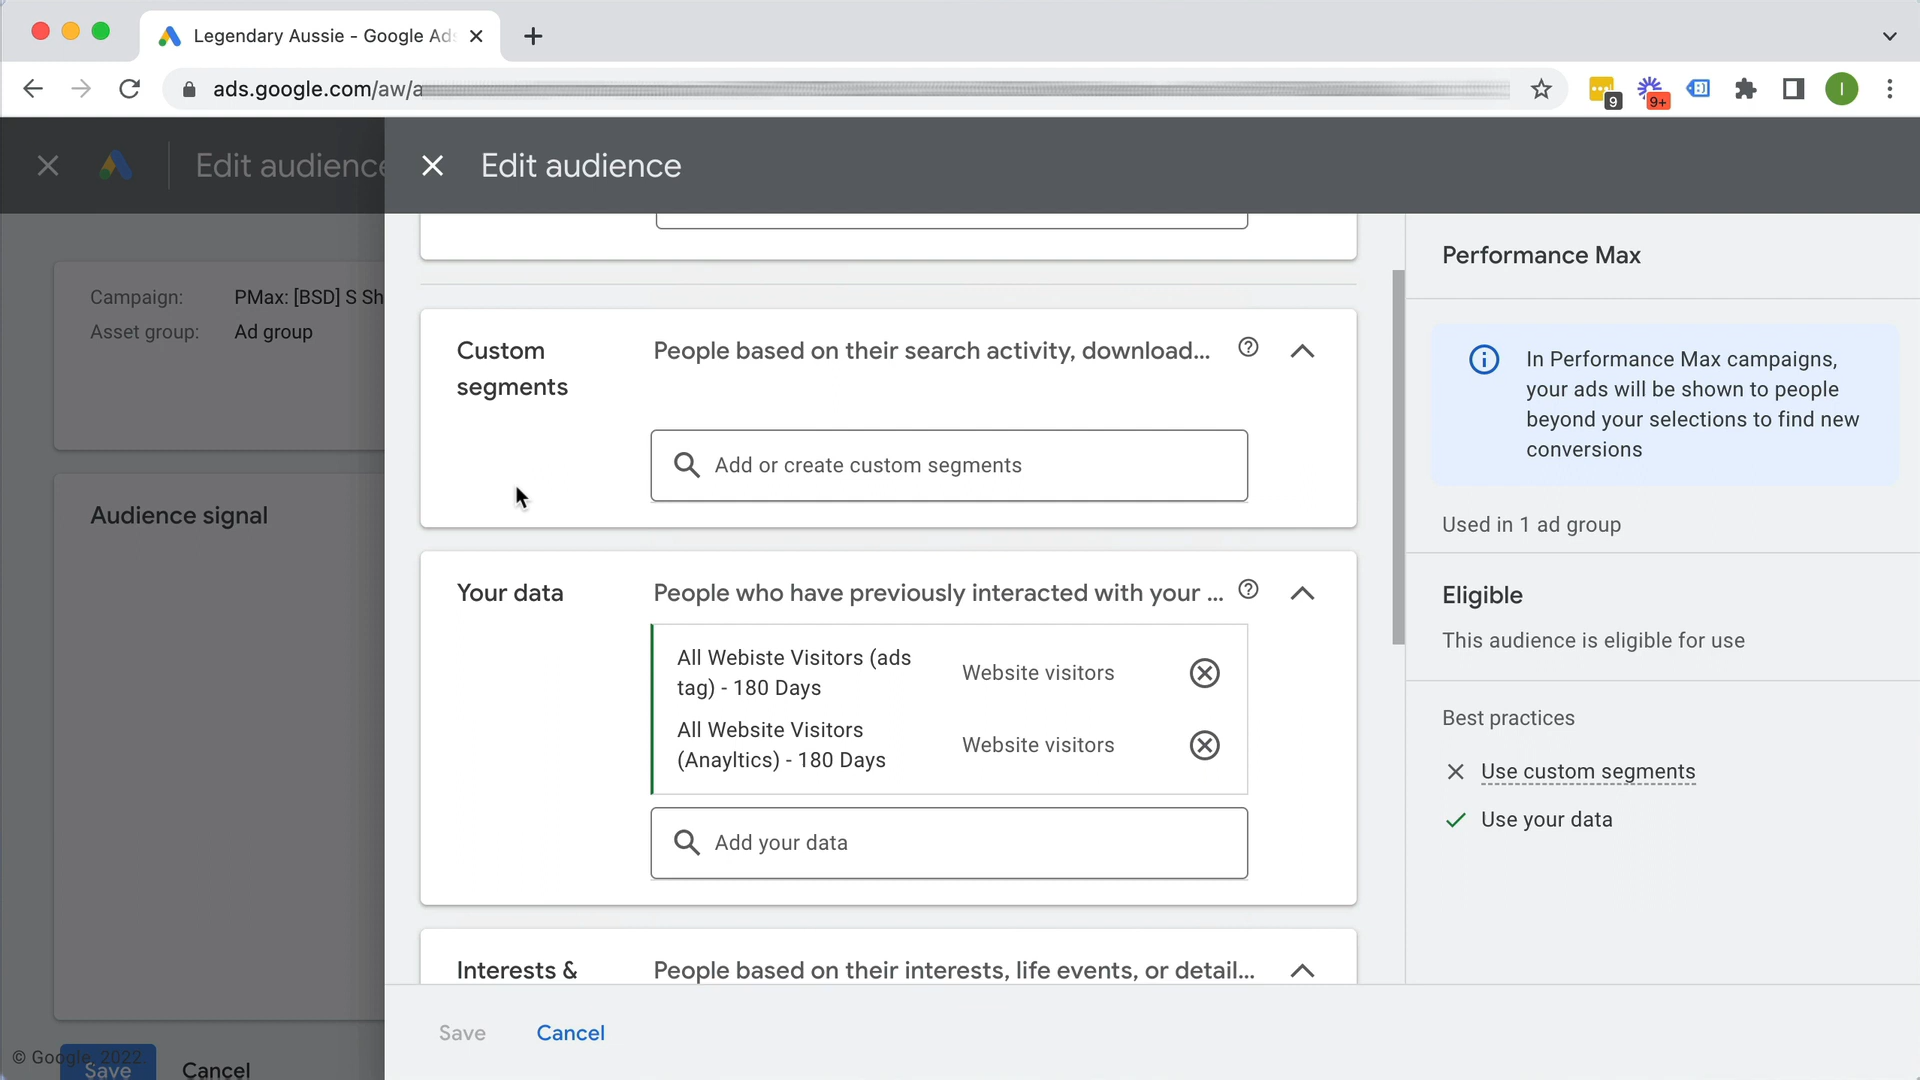 Legendary Aussie - Google Ads
ads.google.com/aw/a
9
9+
I
Edit audience
Edit audience
Campaign: PMax: [BSD] S Sh
Asset group: Ad group
Audience signal
© Google, 2022.
Save
Cancel
Custom
segments
People based on their search activity, download...
Add or create custom segments
Your data
People who have previously interacted with your ...
All Webiste Visitors (ads
tag) - 180 Days
Website visitors
All Website Visitors
(Anayltics) - 180 Days
Website visitors
Add your data
Interests &
People based on their interests, life events, or detail...
Save
Cancel
Performance Max
In Performance Max campaigns,
your ads will be shown to people
beyond your selections to find new
conversions
Used in 1 ad group
Eligible
This audience is eligible for use
Best practices
Use custom segments
Use your data